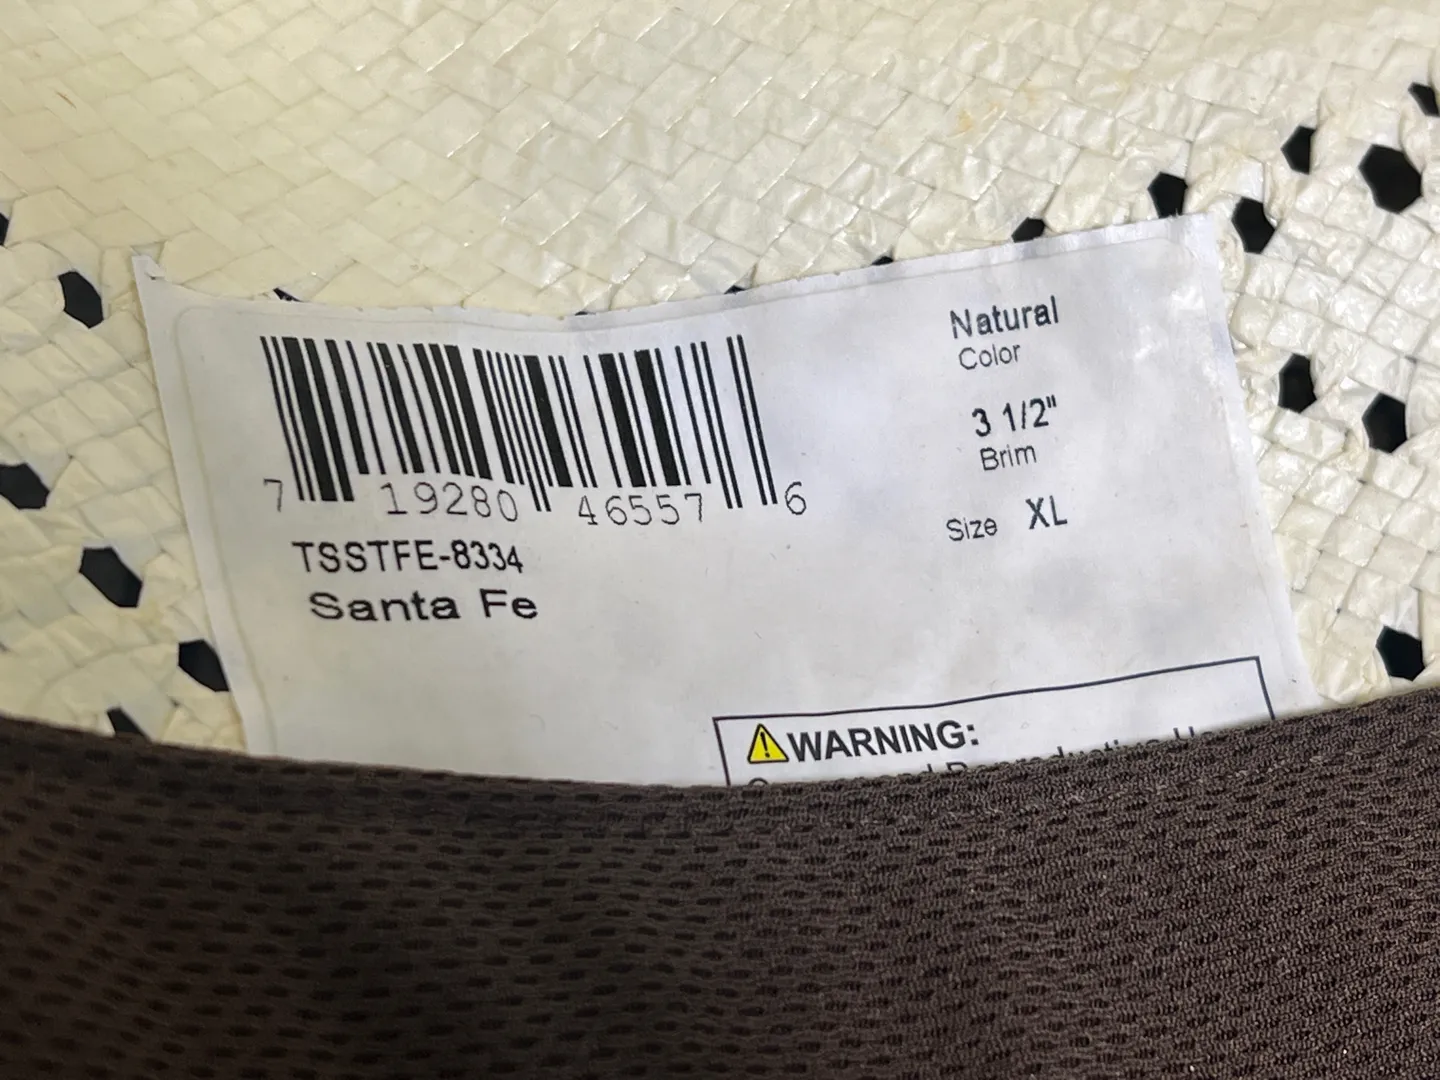 7 19280 46557 6
TSSTFE-8334
Santa Fe
Natural
Color
3 1/2"
Brim
Size XL
WARNING: